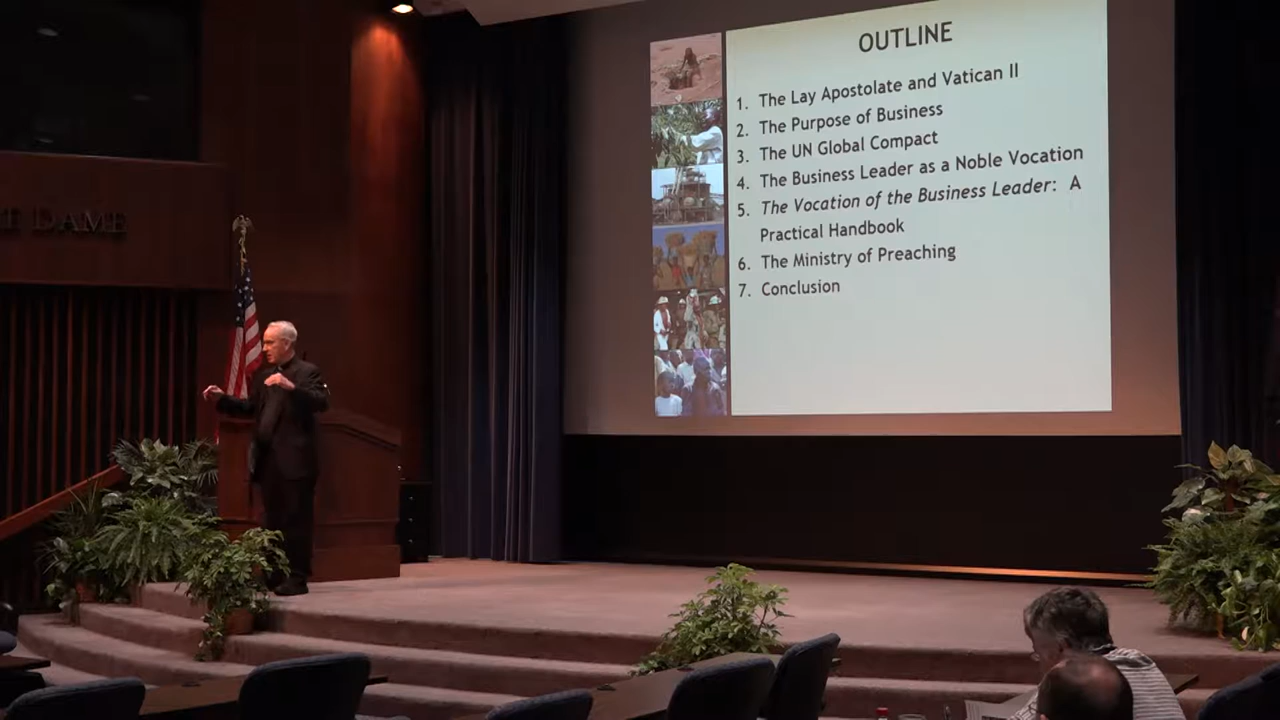 OUTLINE
1. The Lay Apostolate and Vatican II
2. The Purpose of Business
3. The UN Global Compact
4. The Business Leader as a Noble Vocation
5. The Vocation of the Business Leader: A
Practical Handbook
6. The Ministry of Preaching
7. Conclusion
DAME